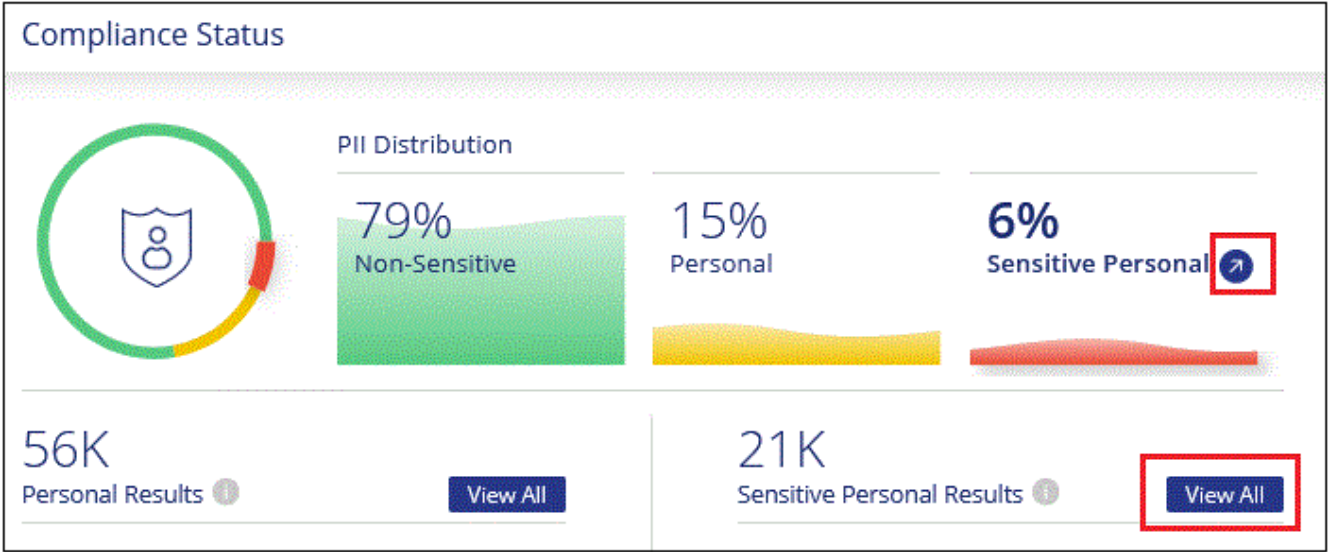 Compliance Status
PII Distribution
79%
Non-Sensitive
15%
Personal
6%
Sensitive Personal
56K
Personal Results
View All
21K
Sensitive Personal Results
View All